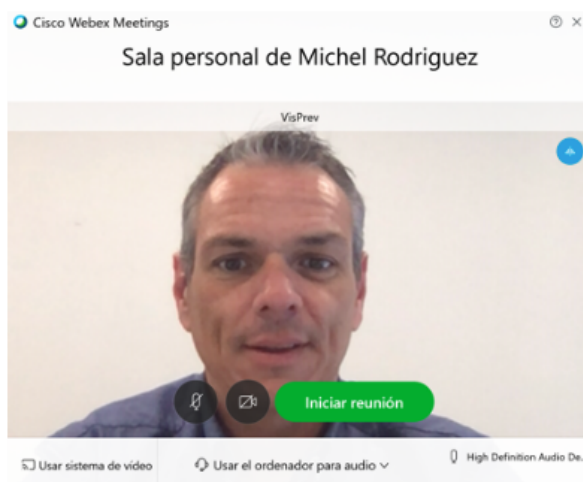 Cisco Webex Meetings
Sala personal de Michel Rodriguez
VisPrev
Iniciar reunión
Usar sistema de vídeo
Usar el ordenador para audio
High Definition Audio De.